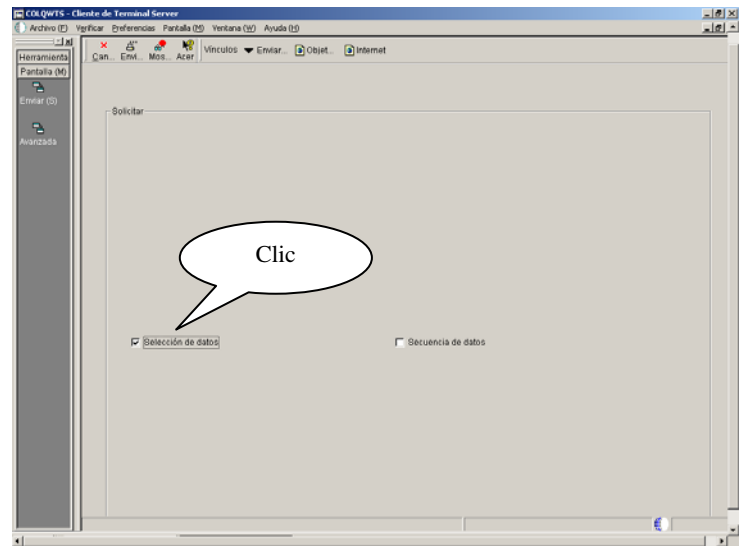 COLQWTS - Cliente de Terminal Server
Archivo (F) Verificar Preferencias Pantalla (M) Ventana (W) Ayuda (H)
Can... Envi... Mos... Acer Vínculos Enviar... Objet... Internet
Herramienta
Pantalla (M)
Enviar (S)
Avanzada
Solicitar
Clic
Selección de datos Secuencia de datos